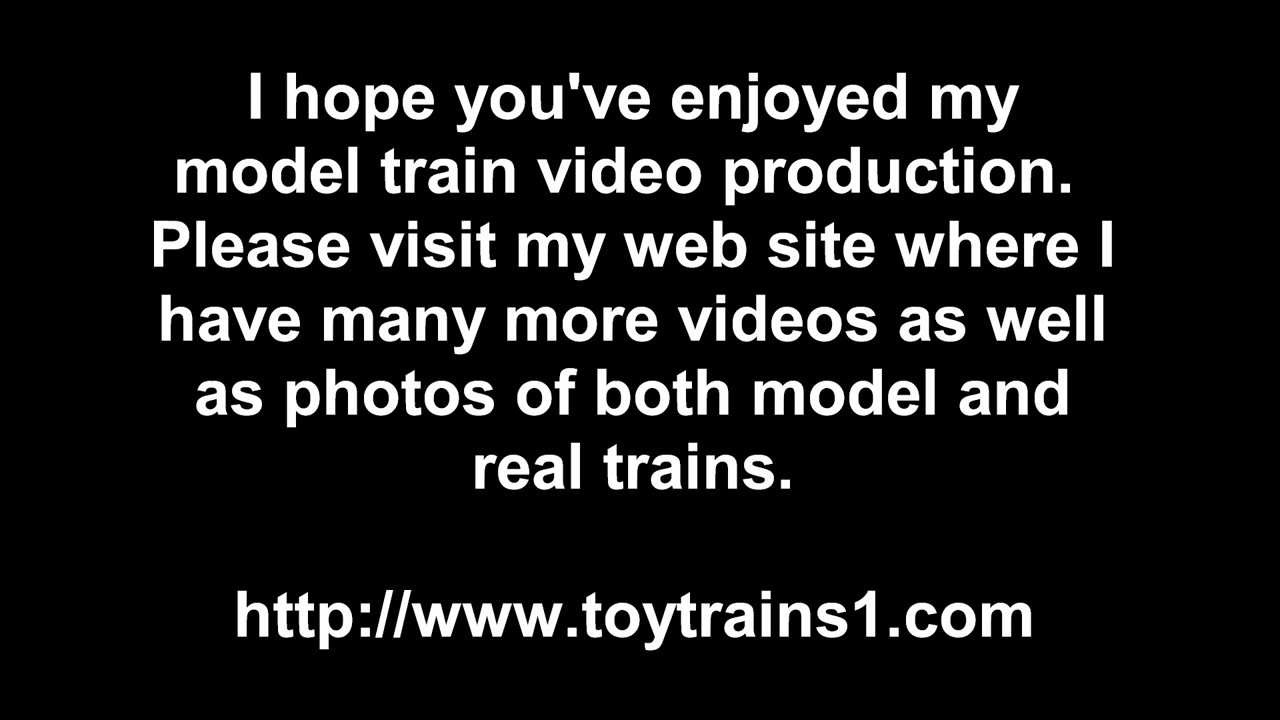 I hope you've enjoyed my
model train video production.
Please visit my web site where I
have many more videos as well
as photos of both model and
real trains.
http://www.toytrains1.com